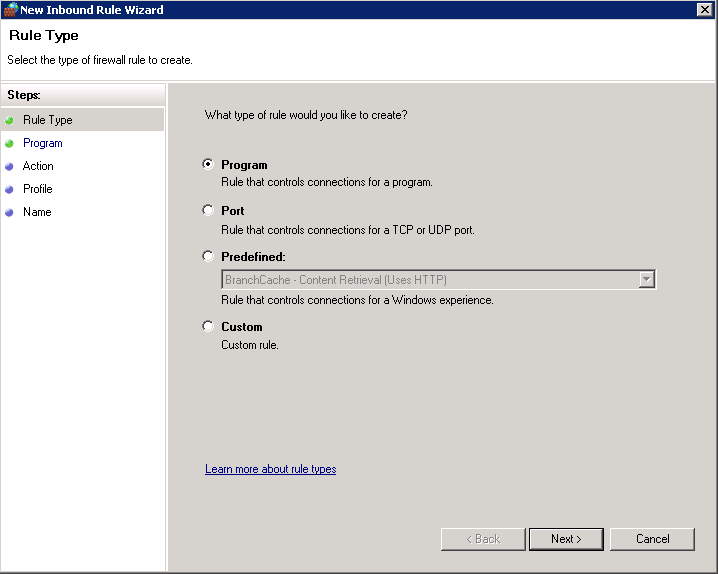 New Inbound Rule Wizard
Rule Type
Select the type of firewall rule to create.
Steps:
Rule Type
Program
Action
Profile
Name
What type of rule would you like to create?
Program
Rule that controls connections for a program.
Port
Rule that controls connections for a TCP or UDP port.
Predefined:
BranchCache - Content Retrieval (Uses HTTP)
Rule that controls connections for a Windows experience.
Custom
Custom rule.
Learn more about rule types
< Back
Next >
Cancel